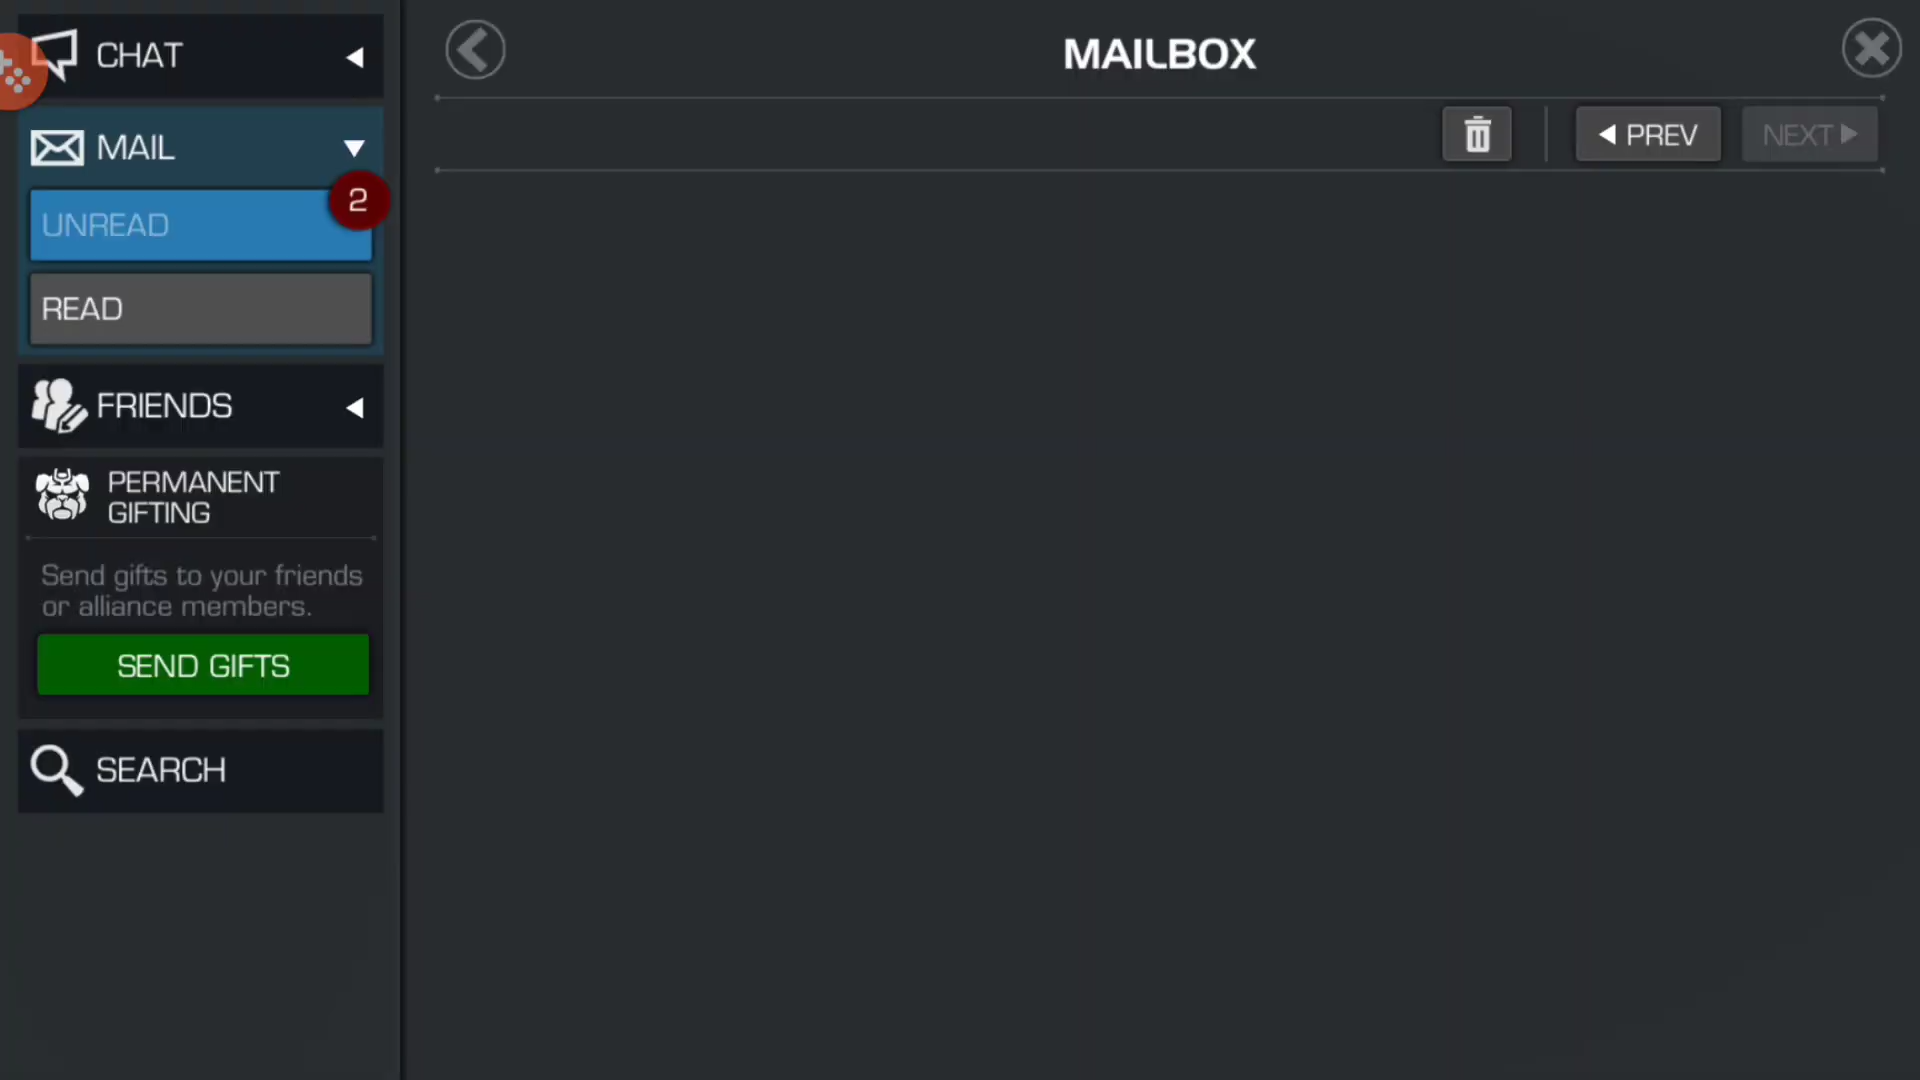 CHAT
MAIL
2
UNREAD
READ
FRIENDS
PERMANENT
GIFTING
Send gifts to your friends
or alliance members.
SEND GIFTS
SEARCH
MAILBOX
PREV
NEXT